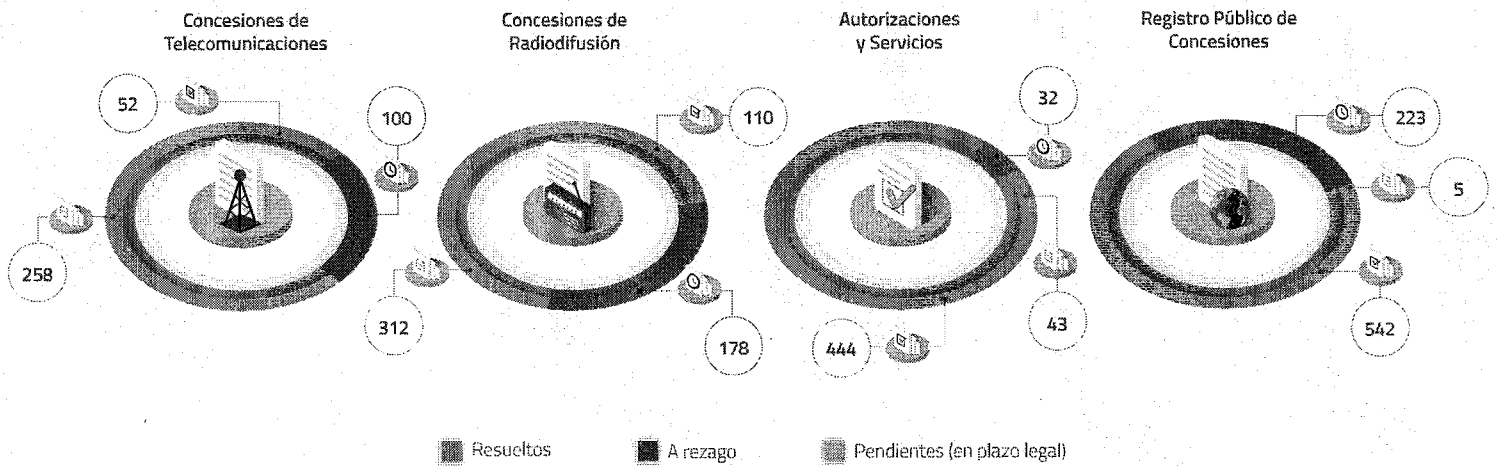 Concesiones de
Telecomunicaciones
Concesiones de
Radiodifusión
Autorizaciones
y Servicios
Registro Público de
Concesiones
52
100
258
110
312
178
32
43
444
223
5
542
Resueltos
A rezago
Pendientes (en plazo legal)